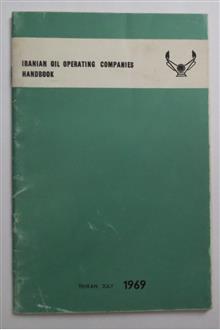 IRANIAN OIL OPERATING COMPANIES
HANDBOOK
TEHRAN, JULY 1969